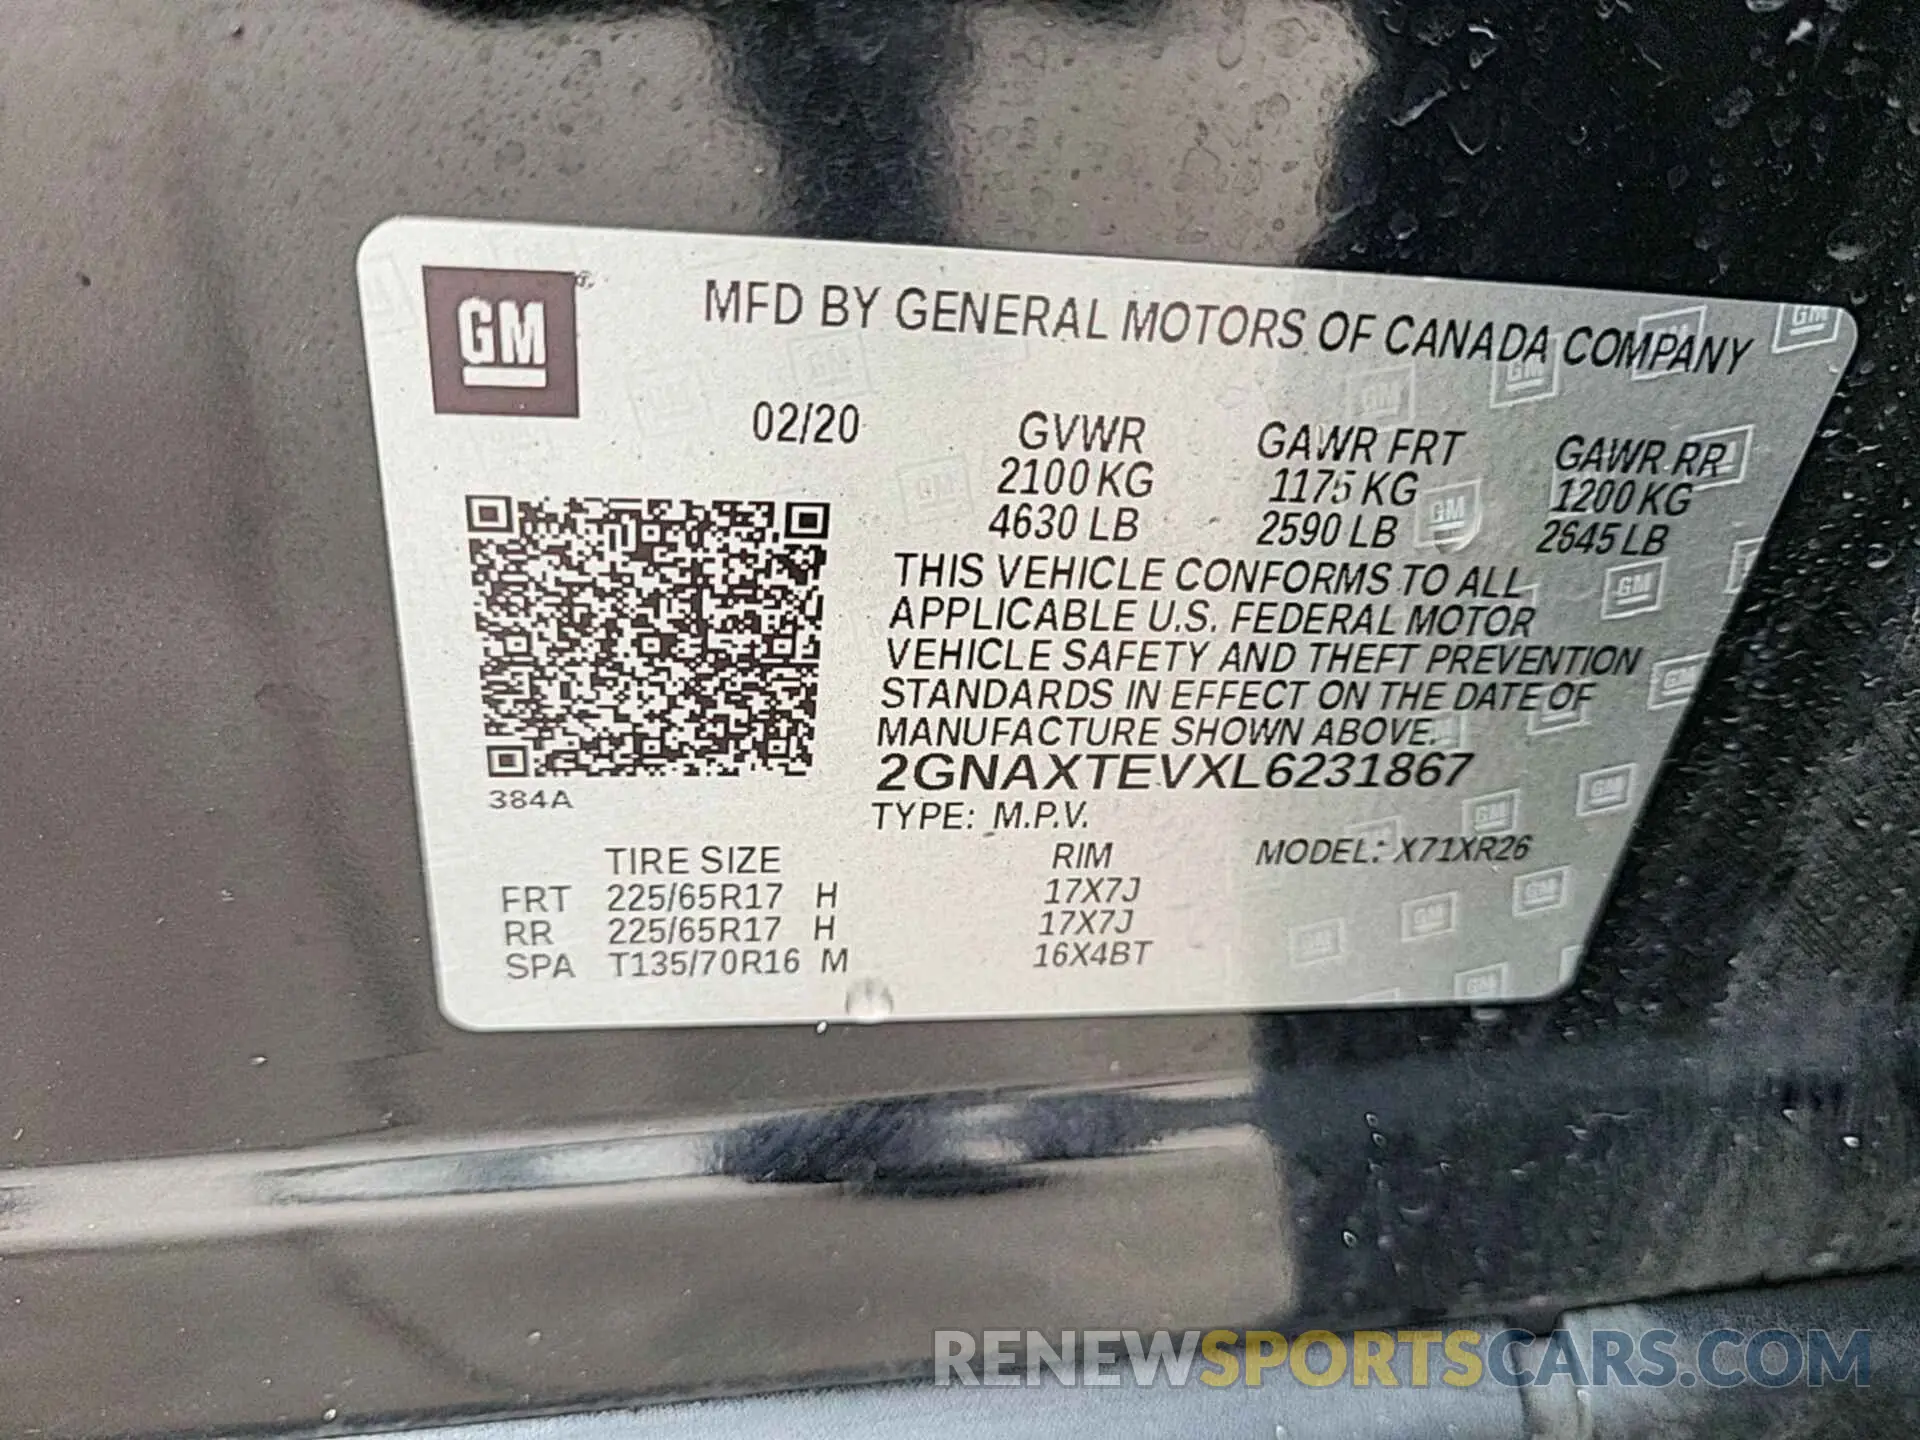 GM
MFD BY GENERAL MOTORS OF CANADA COMPANY
02/20 GVWR GAWR FRT GAWR RR
2100 KG 1175 KG 1200 KG
4630 LB 2590 LB 2645 LB
THIS VEHICLE CONFORMS TO ALL
APPLICABLE U.S. FEDERAL MOTOR
VEHICLE SAFETY AND THEFT PREVENTION
STANDARDS IN EFFECT ON THE DATE OF
MANUFACTURE SHOWN ABOVE.
2GNAXTEVXL6231867
384A
TYPE: M.P.V.
TIRE SIZE RIM MODEL: X71XR26
FRT 225/65R17 H 17X7J
RR 225/65R17 H 17X7J
SPA T135/70R16 M 16X4BT
RENEWSPORTSCARS.COM